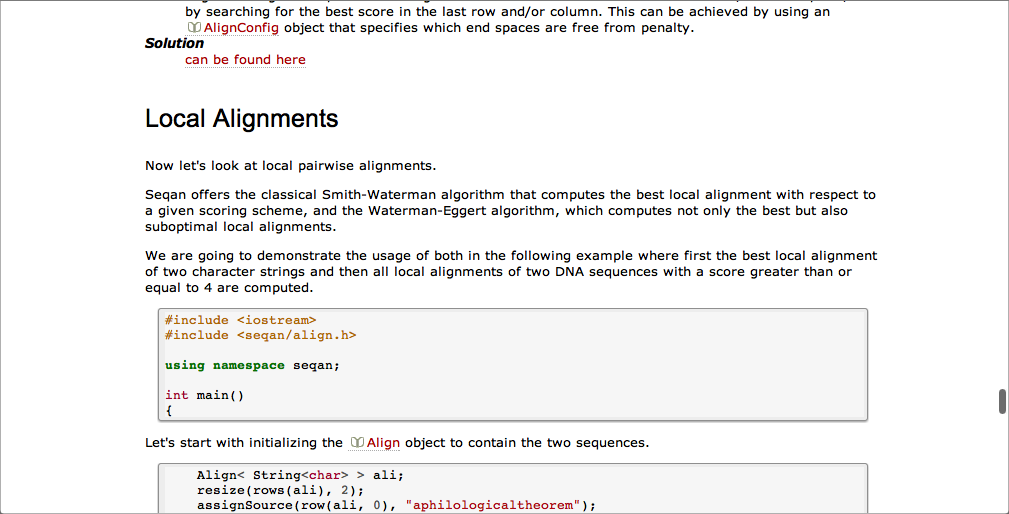 by searching for the best score in the last row and/or column. This can be achieved by using an
AlignConfig object that specifies which end spaces are free from penalty.
Solution
can be found here
Local Alignments
Now let's look at local pairwise alignments.
Seqan offers the classical Smith-Waterman algorithm that computes the best local alignment with respect to
a given scoring scheme, and the Waterman-Eggert algorithm, which computes not only the best but also
suboptimal local alignments.
We are going to demonstrate the usage of both in the following example where first the best local alignment
of two character strings and then all local alignments of two DNA sequences with a score greater than or
equal to 4 are computed.
#include <iostream>
#include <seqan/align.h>
using namespace seqan;
int main()
{
Let's start with initializing the Align object to contain the two sequences.
Align< String<char> > ali;
resize(rows(ali), 2);
assignSource(row(ali, 0), "aphilologicaltheorem");